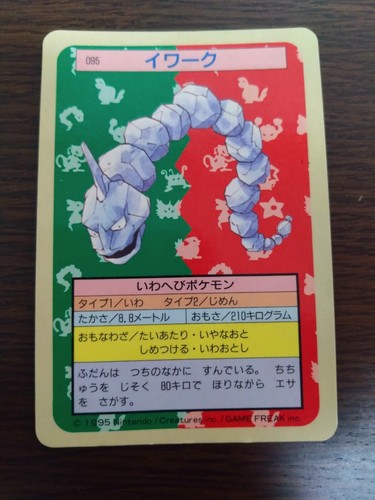 095 イワーク
いわへびポケモン
タイプ1/いわ タイプ2/じめん
たかさ/8.8メートル おもさ/210キログラム
おもなわざ/たいあたり・いやなおと
しめつける・いわおとし
ふだんは つちのなかに すんでいる。 ちち
ゅうを じそく 80キロで ほりながら エサ
を さがす。
©1995 Nintendo/Creatures inc./GAME FREAK inc.